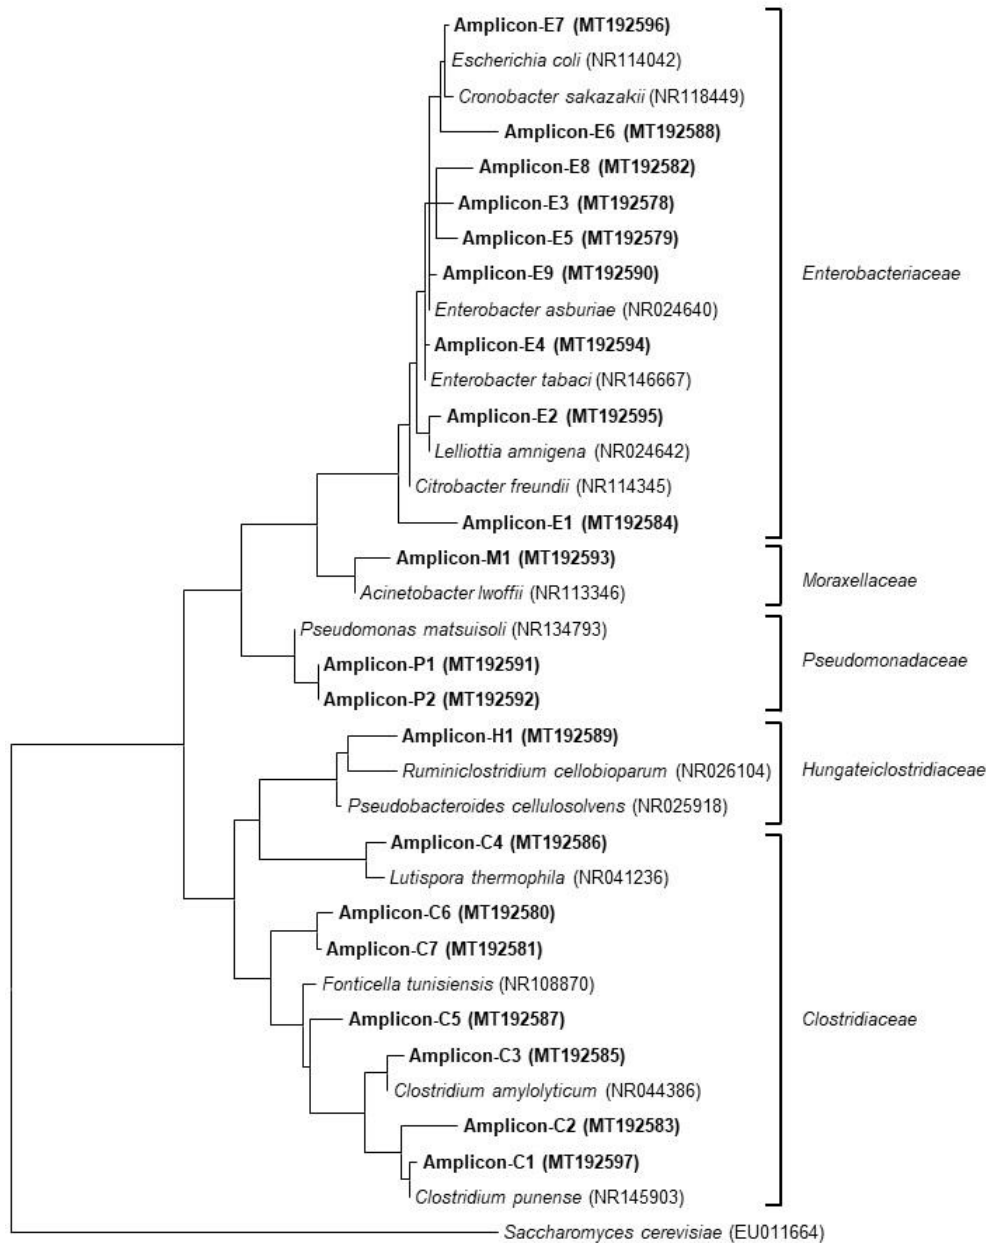 Amplicon-E7 (MT192596)
Escherichia coli (NR114042)
Cronobacter sakazakii (NR118449)
Amplicon-E6 (MT192588)
Amplicon-E8 (MT192582)
Amplicon-E3 (MT192578)
Amplicon-E5 (MT192579)
Amplicon-E9 (MT192590)
Enterobacteriaceae
Enterobacter asburiae (NR024640)
Amplicon-E4 (MT192594)
Enterobacter tabaci (NR146667)
Amplicon-E2 (MT192595)
Lelliottia amnigena (NR024642)
Citrobacter freundii (NR114345)
Amplicon-E1 (MT192584)
Amplicon-M1 (MT192593)
Moraxellaceae
Acinetobacter lwoffii (NR113346)
Pseudomonas matsuisoli (NR134793)
Amplicon-P1 (MT192591)
Pseudomonadaceae
Amplicon-P2 (MT192592)
Amplicon-H1 (MT192589)
Ruminiclostridium cellobioparum (NR026104)
Hungateiclostridiaceae
Pseudobacteroides cellulosolvens (NR025918)
Amplicon-C4 (MT192586)
Lutispora thermophila (NR041236)
Amplicon-C6 (MT192580)
Amplicon-C7 (MT192581)
Fonticella tunisiensis (NR108870)
Amplicon-C5 (MT192587)
Clostridiaceae
Amplicon-C3 (MT192585)
Clostridium amylolyticum (NR044386)
Amplicon-C2 (MT192583)
Amplicon-C1 (MT192597)
Clostridium punense (NR145903)
Saccharomyces cerevisiae (EU011664)